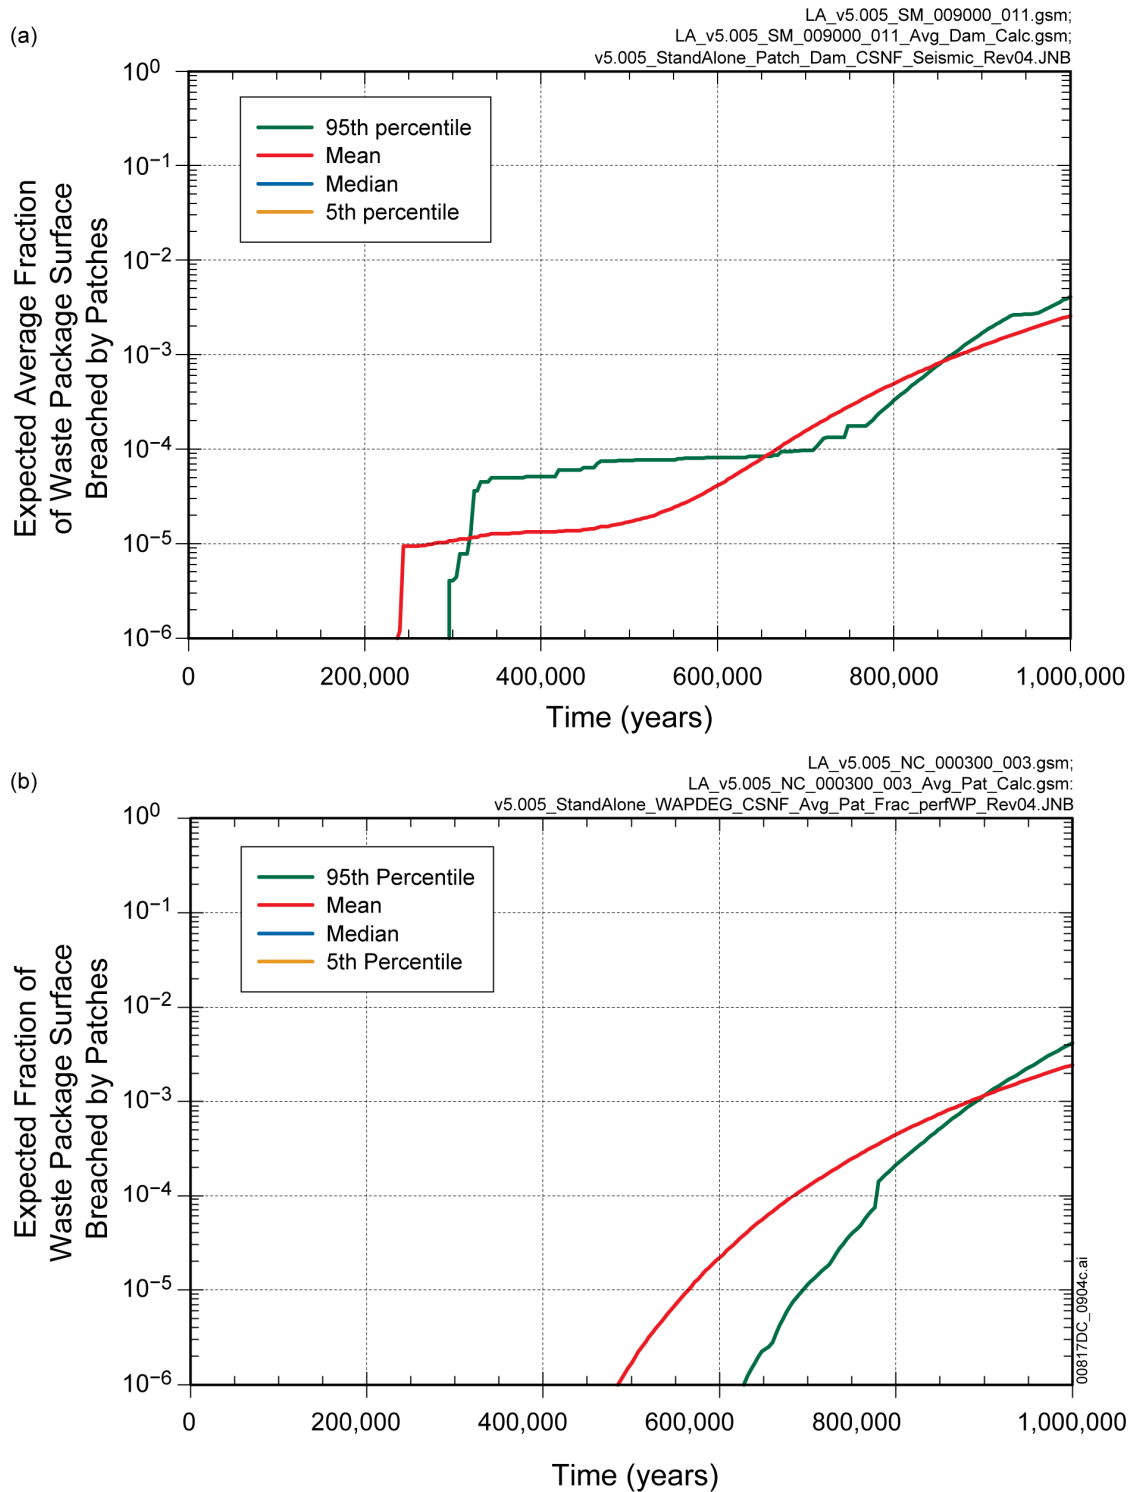 (a)
LA_v5.005_SM_009000_011.gsm;
LA_v5.005_SM_009000_011_Avg_Dam_Calc.gsm;
v5.005_StandAlone_Patch_Dam_CSNF_Seismic_Rev04.JNB
10⁰
10⁻¹
10⁻²
10⁻³
10⁻⁴
10⁻⁵
10⁻⁶
Expected Average Fraction
of Waste Package Surface
Breached by Patches
95th percentile
Mean
Median
5th percentile
0 200,000 400,000 600,000 800,000 1,000,000
Time (years)
(b)
LA_v5.005_NC_000300_003.gsm;
LA_v5.005_NC_000300_003_Avg_Pat_Calc.gsm:
v5.005_StandAlone_WAPDEG_CSNF_Avg_Pat_Frac_perfWP_Rev04.JNB
10⁰
10⁻¹
10⁻²
10⁻³
10⁻⁴
10⁻⁵
10⁻⁶
Expected Fraction of
Waste Package Surface
Breached by Patches
95th Percentile
Mean
Median
5th Percentile
0 200,000 400,000 600,000 800,000 1,000,000
Time (years)
00817DC_0904c.ai